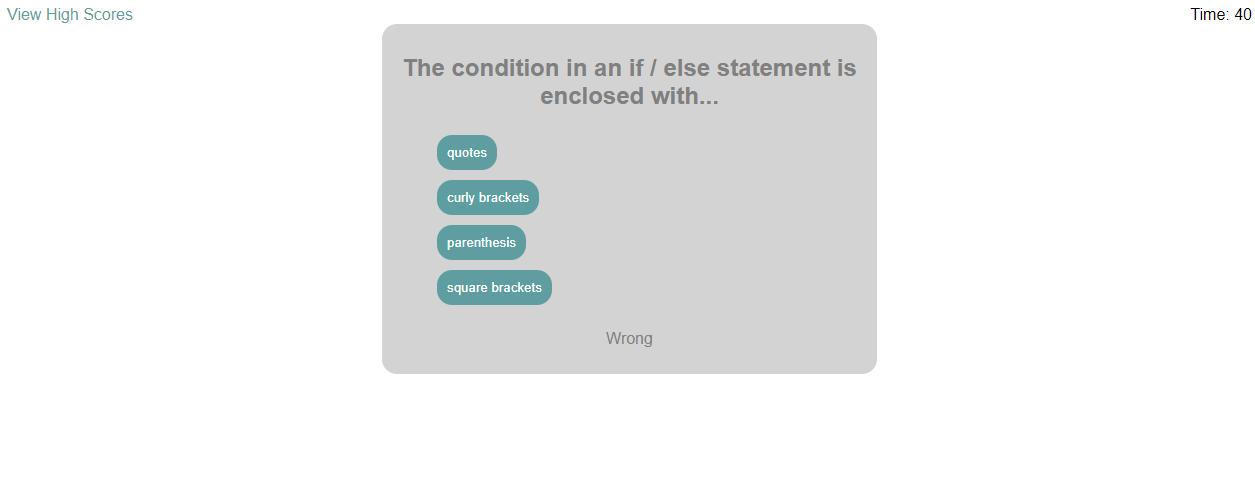 View High Scores
Time: 40
The condition in an if / else statement is
enclosed with...
quotes
curly brackets
parenthesis
square brackets
Wrong